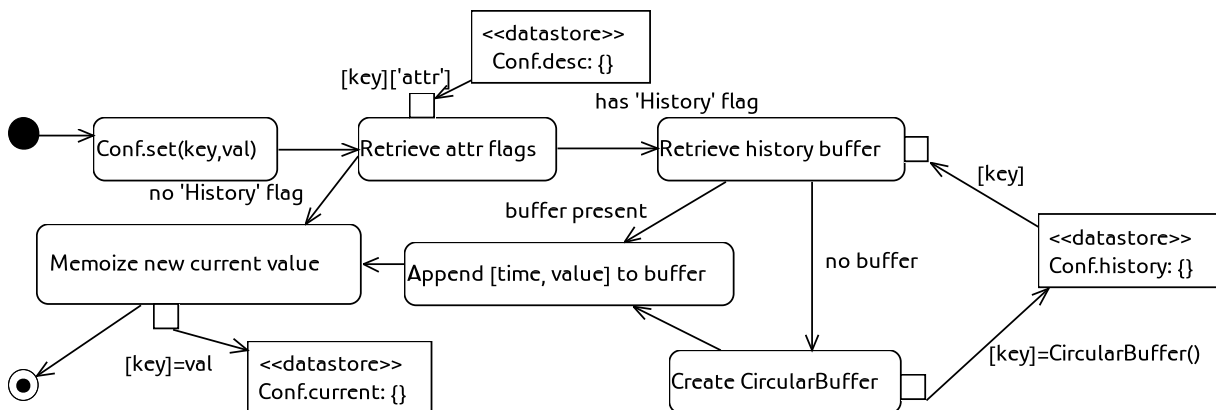 <<datastore>>
Conf.desc: {}
[key]['attr']
has 'History' flag
Conf.set(key,val)
Retrieve attr flags
Retrieve history buffer
[key]
no 'History' flag
buffer present
<<datastore>>
Conf.history: {}
Memoize new current value
Append [time, value] to buffer
no buffer
[key]=CircularBuffer()
[key]=val
<<datastore>>
Conf.current: {}
Create CircularBuffer